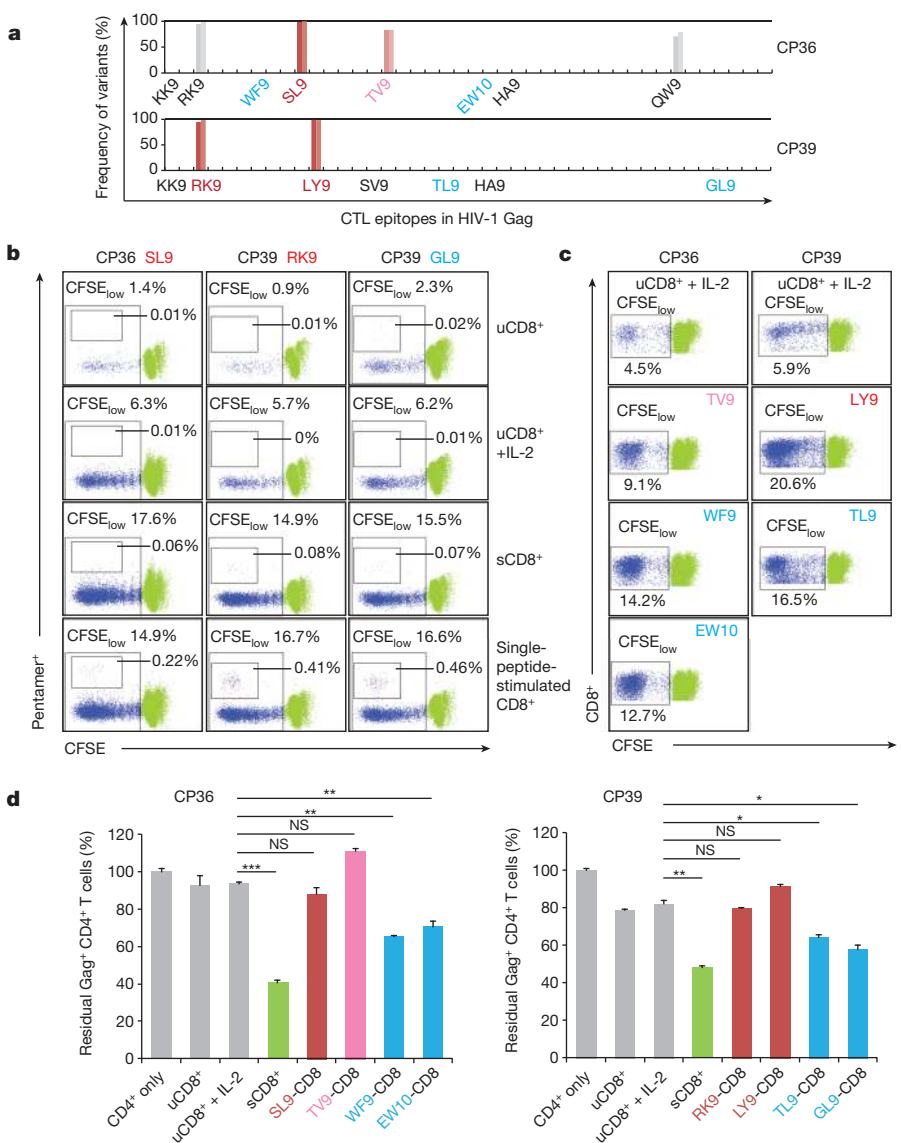 a
Frequency of variants (%)
100
50
0
CP36
KK9 RK9 WF9 SL9 TV9 EW10 HA9 QW9
100
50
0
CP39
KK9 RK9 LY9 SV9 TL9 HA9 GL9
CTL epitopes in HIV-1 Gag
b
CP36 SL9 CP39 RK9 CP39 GL9
CFSElow 1.4% CFSElow 0.9% CFSElow 2.3%
0.01% 0.01% 0.02%
uCD8+
CFSElow 6.3% CFSElow 5.7% CFSElow 6.2%
0.01% 0% 0.01%
uCD8+
+IL-2
CFSElow 17.6% CFSElow 14.9% CFSElow 15.5%
0.06% 0.08% 0.07%
sCD8+
CFSElow 14.9% CFSElow 16.7% CFSElow 16.6%
0.22% 0.41% 0.46%
Single-
peptide-
stimulated
CD8+
Pentamer+
CFSE
c
CP36 CP39
uCD8+ + IL-2 uCD8+ + IL-2
CFSElow CFSElow
4.5% 5.9%
TV9 LY9
CFSElow CFSElow
9.1% 20.6%
WF9 TL9
CFSElow CFSElow
14.2% 16.5%
EW10
CFSElow
12.7%
CD8+
CFSE
d
CP36
Residual Gag+ CD4+ T cells (%)
120
100
80
60
40
20
0
**
**
NS
NS
***
CD4+ only uCD8+ uCD8+ + IL-2 sCD8+ SL9-CD8 TV9-CD8 WF9-CD8 EW10-CD8
CP39
Residual Gag+ CD4+ T cells (%)
120
100
80
60
40
20
0
*
*
NS
NS
**
CD4+ only uCD8+ uCD8+ + IL-2 sCD8+ RK9-CD8 LY9-CD8 TL9-CD8 GL9-CD8